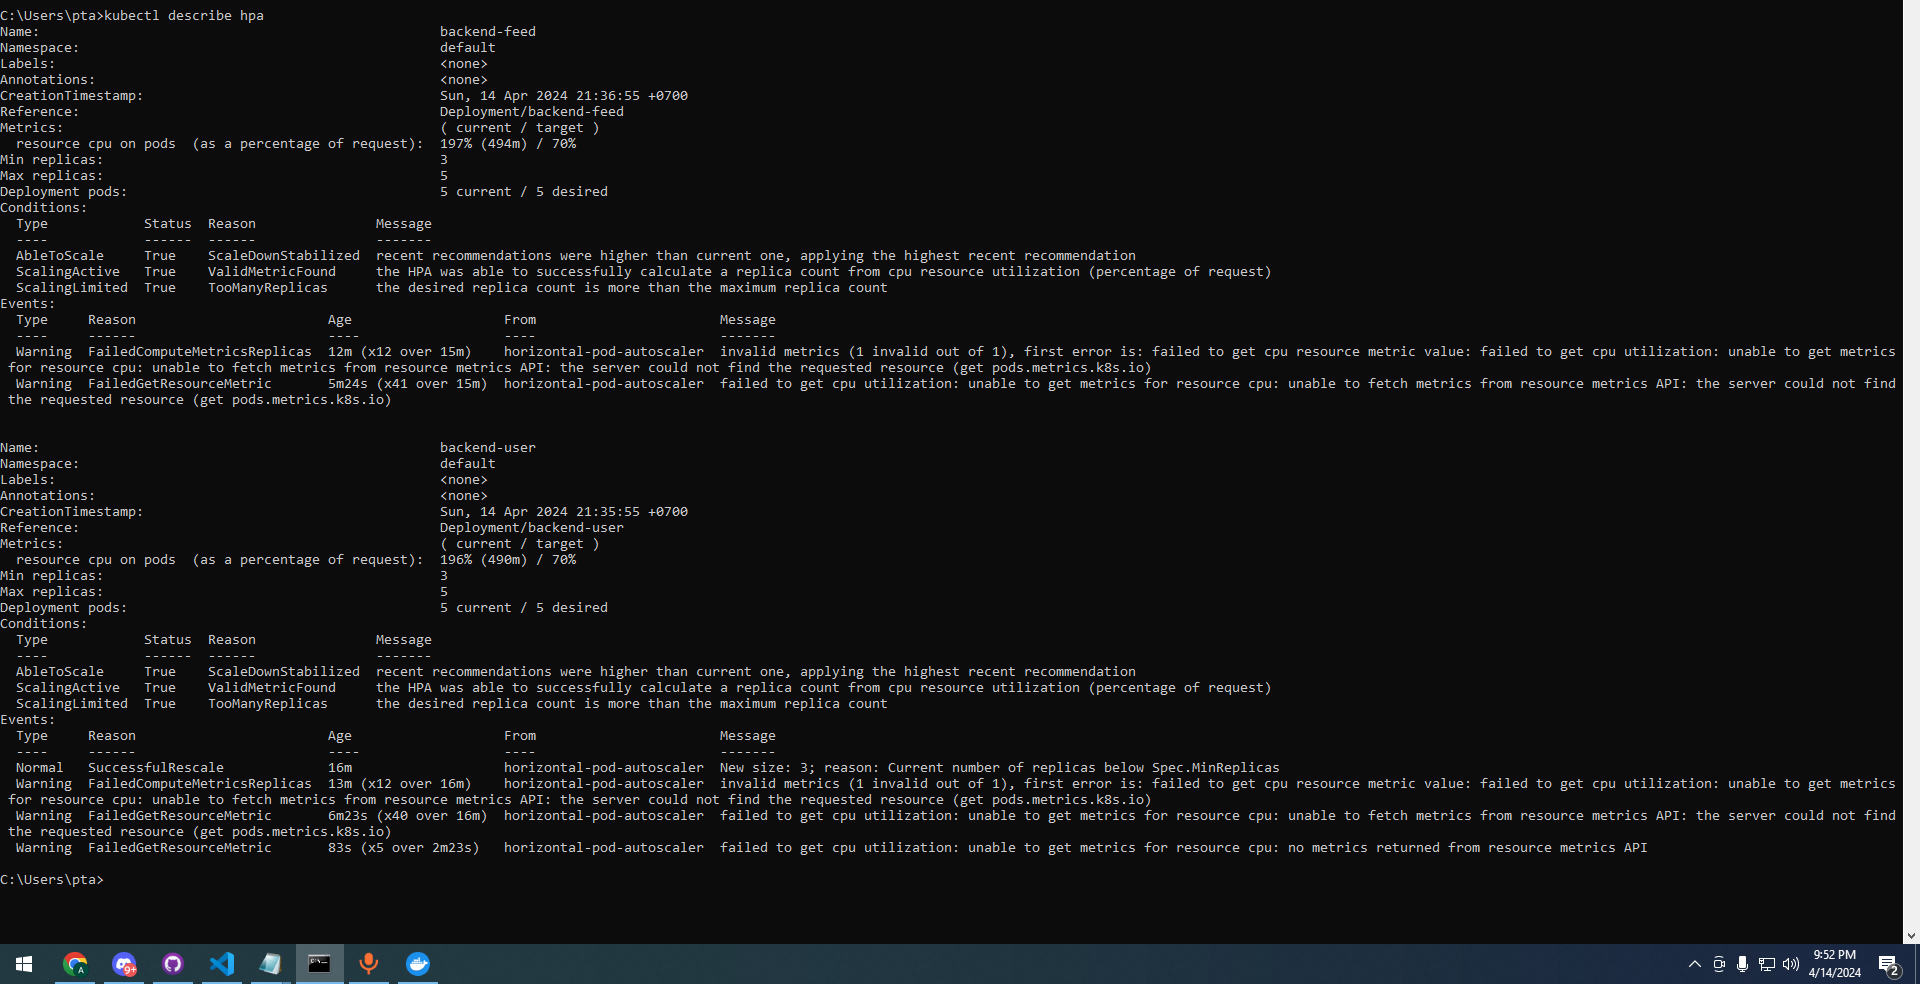 C:\Users\pta>kubectl describe hpa
Name:                                                  backend-feed
Namespace:                                             default
Labels:                                                <none>
Annotations:                                           <none>
CreationTimestamp:                                     Sun, 14 Apr 2024 21:36:55 +0700
Reference:                                             Deployment/backend-feed
Metrics:                                               ( current / target )
  resource cpu on pods  (as a percentage of request):  197% (494m) / 70%
Min replicas:                                          3
Max replicas:                                          5
Deployment pods:                                       5 current / 5 desired
Conditions:
  Type            Status  Reason               Message
  ----            ------  ------               -------
  AbleToScale     True    ScaleDownStabilized  recent recommendations were higher than current one, applying the highest recent recommendation
  ScalingActive   True    ValidMetricFound     the HPA was able to successfully calculate a replica count from cpu resource utilization (percentage of request)
  ScalingLimited  True    TooManyReplicas      the desired replica count is more than the maximum replica count
Events:
  Type     Reason                        Age                   From                       Message
  ----     ------                        ----                  ----                       -------
  Warning  FailedComputeMetricsReplicas  12m (x12 over 15m)    horizontal-pod-autoscaler  invalid metrics (1 invalid out of 1), first error is: failed to get cpu resource metric value: failed to get cpu utilization: unable to get metrics
 for resource cpu: unable to fetch metrics from resource metrics API: the server could not find the requested resource (get pods.metrics.k8s.io)
  Warning  FailedGetResourceMetric       5m24s (x41 over 15m)  horizontal-pod-autoscaler  failed to get cpu utilization: unable to get metrics for resource cpu: unable to fetch metrics from resource metrics API: the server could not find
 the requested resource (get pods.metrics.k8s.io)
Name:                                                  backend-user
Namespace:                                             default
Labels:                                                <none>
Annotations:                                           <none>
CreationTimestamp:                                     Sun, 14 Apr 2024 21:35:55 +0700
Reference:                                             Deployment/backend-user
Metrics:                                               ( current / target )
  resource cpu on pods  (as a percentage of request):  196% (490m) / 70%
Min replicas:                                          3
Max replicas:                                          5
Deployment pods:                                       5 current / 5 desired
Conditions:
  Type            Status  Reason               Message
  ----            ------  ------               -------
  AbleToScale     True    ScaleDownStabilized  recent recommendations were higher than current one, applying the highest recent recommendation
  ScalingActive   True    ValidMetricFound     the HPA was able to successfully calculate a replica count from cpu resource utilization (percentage of request)
  ScalingLimited  True    TooManyReplicas      the desired replica count is more than the maximum replica count
Events:
  Type     Reason                        Age                   From                       Message
  ----     ------                        ----                  ----                       -------
  Normal   SuccessfulRescale             16m                   horizontal-pod-autoscaler  New size: 3; reason: Current number of replicas below Spec.MinReplicas
  Warning  FailedComputeMetricsReplicas  13m (x12 over 16m)    horizontal-pod-autoscaler  invalid metrics (1 invalid out of 1), first error is: failed to get cpu resource metric value: failed to get cpu utilization: unable to get metrics
 for resource cpu: unable to fetch metrics from resource metrics API: the server could not find the requested resource (get pods.metrics.k8s.io)
  Warning  FailedGetResourceMetric       6m23s (x40 over 16m)  horizontal-pod-autoscaler  failed to get cpu utilization: unable to get metrics for resource cpu: unable to fetch metrics from resource metrics API: the server could not find
 the requested resource (get pods.metrics.k8s.io)
  Warning  FailedGetResourceMetric       83s (x5 over 2m23s)   horizontal-pod-autoscaler  failed to get cpu utilization: unable to get metrics for resource cpu: no metrics returned from resource metrics API
C:\Users\pta>
A
9+
C:\
9:52 PM
4/14/2024
2